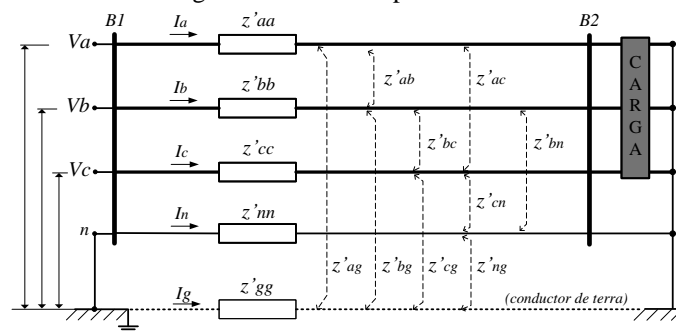 B1
B2
Va
Ia
z'aa
Vb
Ib
z'bb
Vc
Ic
z'cc
n
In
z'nn
Ig
z'gg
z'ab
z'ac
z'bc
z'bn
z'cn
z'ag
z'bg
z'cg
z'ng
CARGA
(conductor de terra)